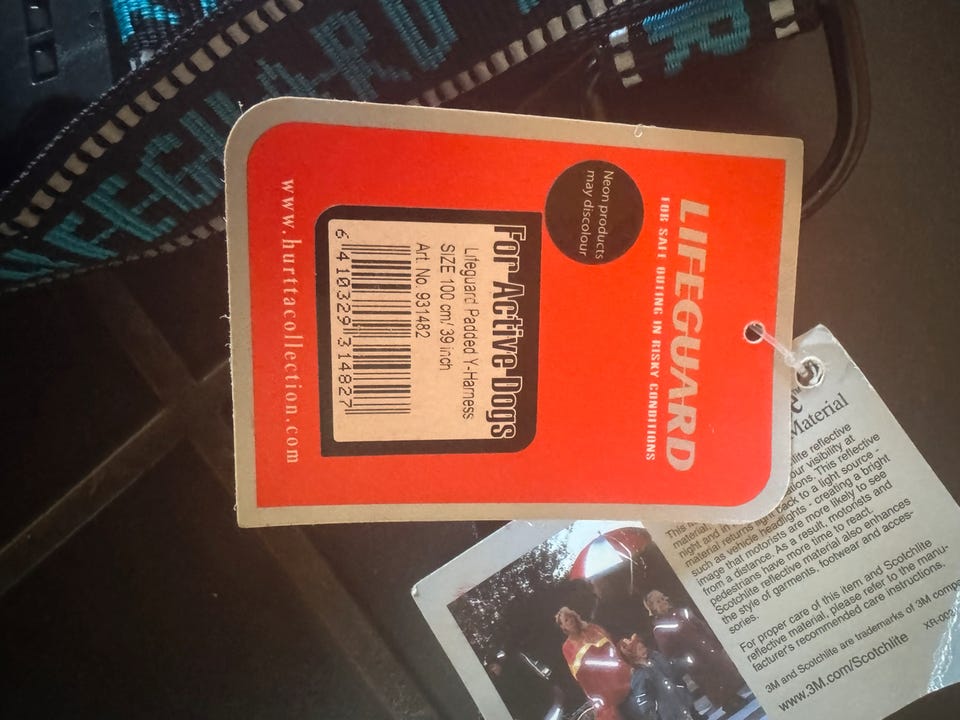 LIFEGUARD
FOR SAFE OUTING IN RISKY CONDITIONS
Neon products
may discolour
For Active Dogs
Lifeguard Padded Y-Harness
SIZE 100 cm/ 39 inch
Art. No. 931482
6 410329 314827
www.hurttacollection.com
Material
night and in
material returns light back to a light source -
such as vehicle headlights - creating a bright
image that motorists are more likely to see
from a distance. As a result, motorists and
pedestrians have more time to react.
Scotchlite reflective material also enhances
the style of garments, footwear and acces-
sories.
For proper care of this item and Scotchlite
reflective material, please refer to the manu-
facturer's recommended care instructions.
3M and Scotchlite are trademarks of 3M
www.3M.com/Scotchlite
FEGUARD
R